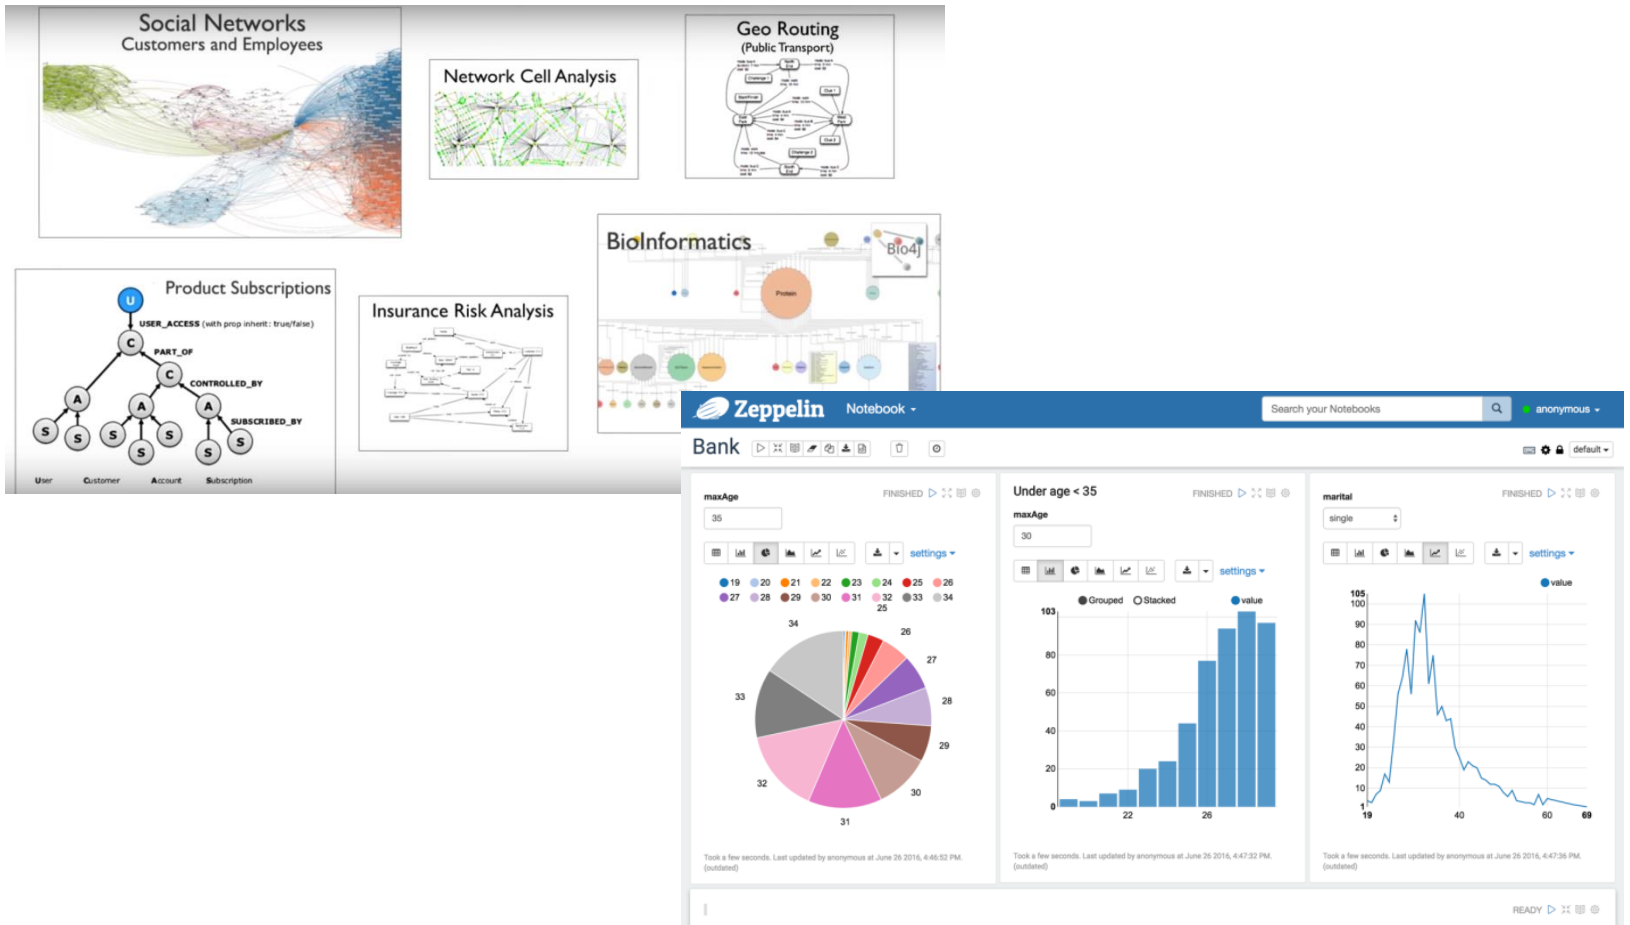 Social Networks
Customers and Employees
Network Cell Analysis
Geo Routing
(Public Transport)
Challenge 1
Clue 1
Clue 2
Challenge 2
BioInformatics
Bio4j
Protein
Product Subscriptions
U
USER_ACCESS (with prop inherit: true/false)
C
PART_OF
C
CONTROLLED_BY
A
A
A
SUBSCRIBED_BY
S
S
S
S
S
S
S
User Customer Account Subscription
Insurance Risk Analysis
Zeppelin Notebook
Search your Notebooks
anonymous
Bank
default
maxAge
FINISHED
35
settings
19 20 21 22 23 24 25 26
27 28 29 30 31 32 33 34
25
34
26
27
33
28
29
32
30
31
Took a few seconds. Last updated by anonymous at June 26 2016, 4:46:52 PM.
(outdated)
Under age < 35
FINISHED
maxAge
30
settings
Grouped Stacked value
103
80
60
40
20
0
22 26
Took a few seconds. Last updated by anonymous at June 26 2016, 4:47:32 PM.
(outdated)
marital
FINISHED
single
settings
value
105
100
90
80
70
60
50
40
30
20
10
1
19 40 60 69
Took a few seconds. Last updated by anonymous at June 26 2016, 4:47:36 PM.
(outdated)
READY